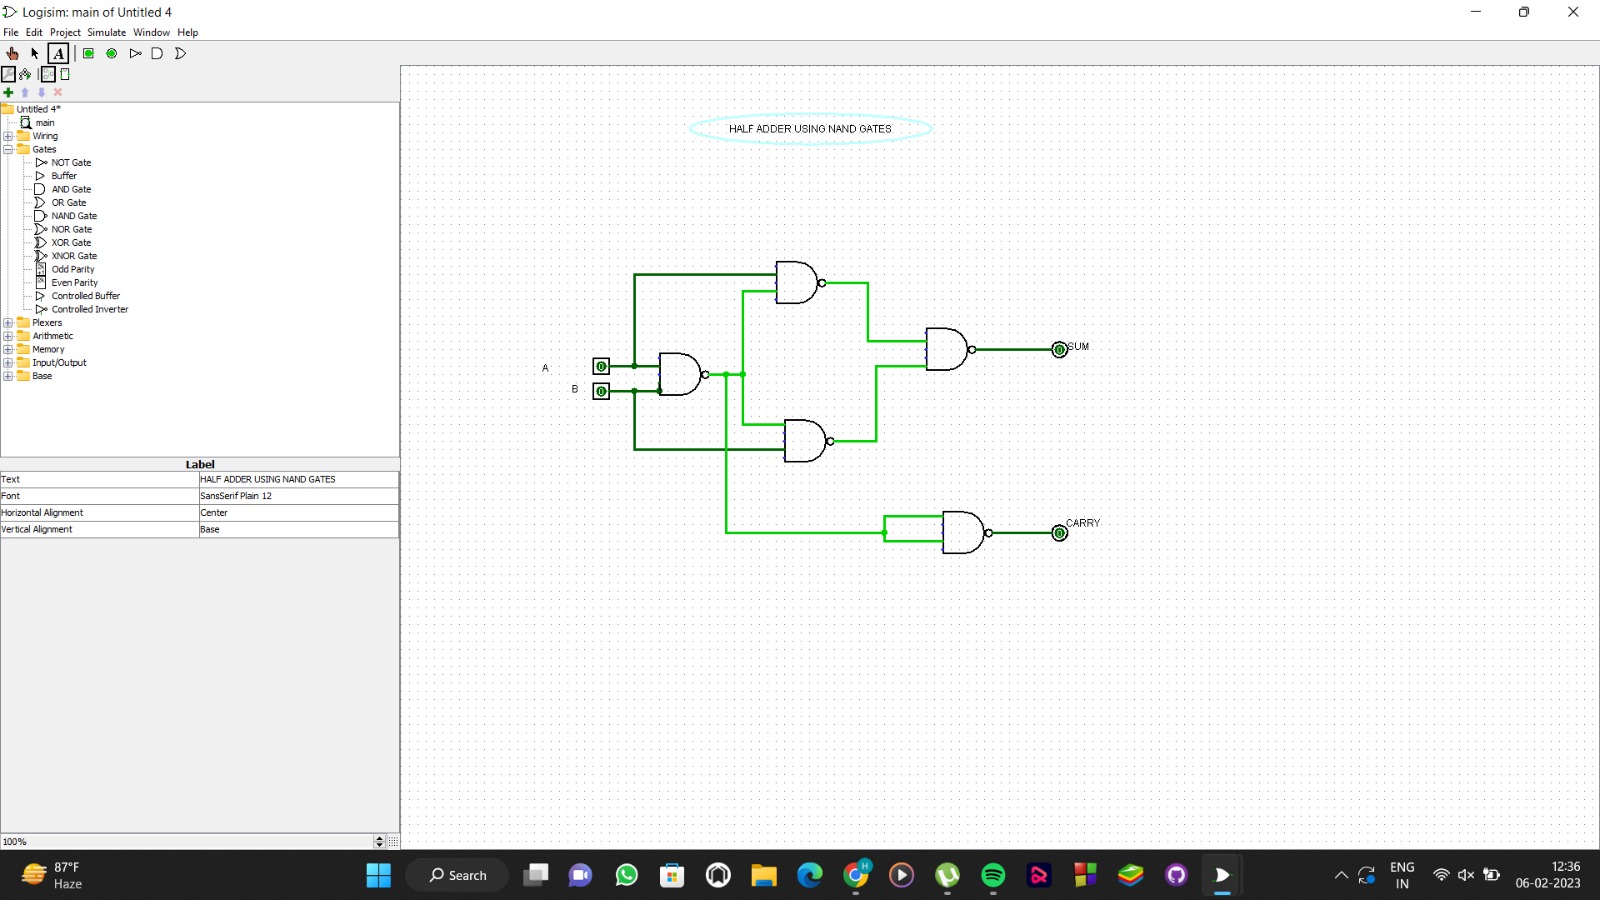 Logisim: main of Untitled 4
File Edit Project Simulate Window Help
A
Untitled 4*
main
Wiring
Gates
NOT Gate
Buffer
AND Gate
OR Gate
NAND Gate
NOR Gate
XOR Gate
XNOR Gate
Odd Parity
Even Parity
Controlled Buffer
Controlled Inverter
Plexers
Arithmetic
Memory
Input/Output
Base
Label
Text HALF ADDER USING NAND GATES
Font SansSerif Plain 12
Horizontal Alignment Center
Vertical Alignment Base
100%
HALF ADDER USING NAND GATES
A 0
B 0
0 SUM
0 CARRY
87°F
Haze
Search
H
ENG
IN
12:36
06-02-2023